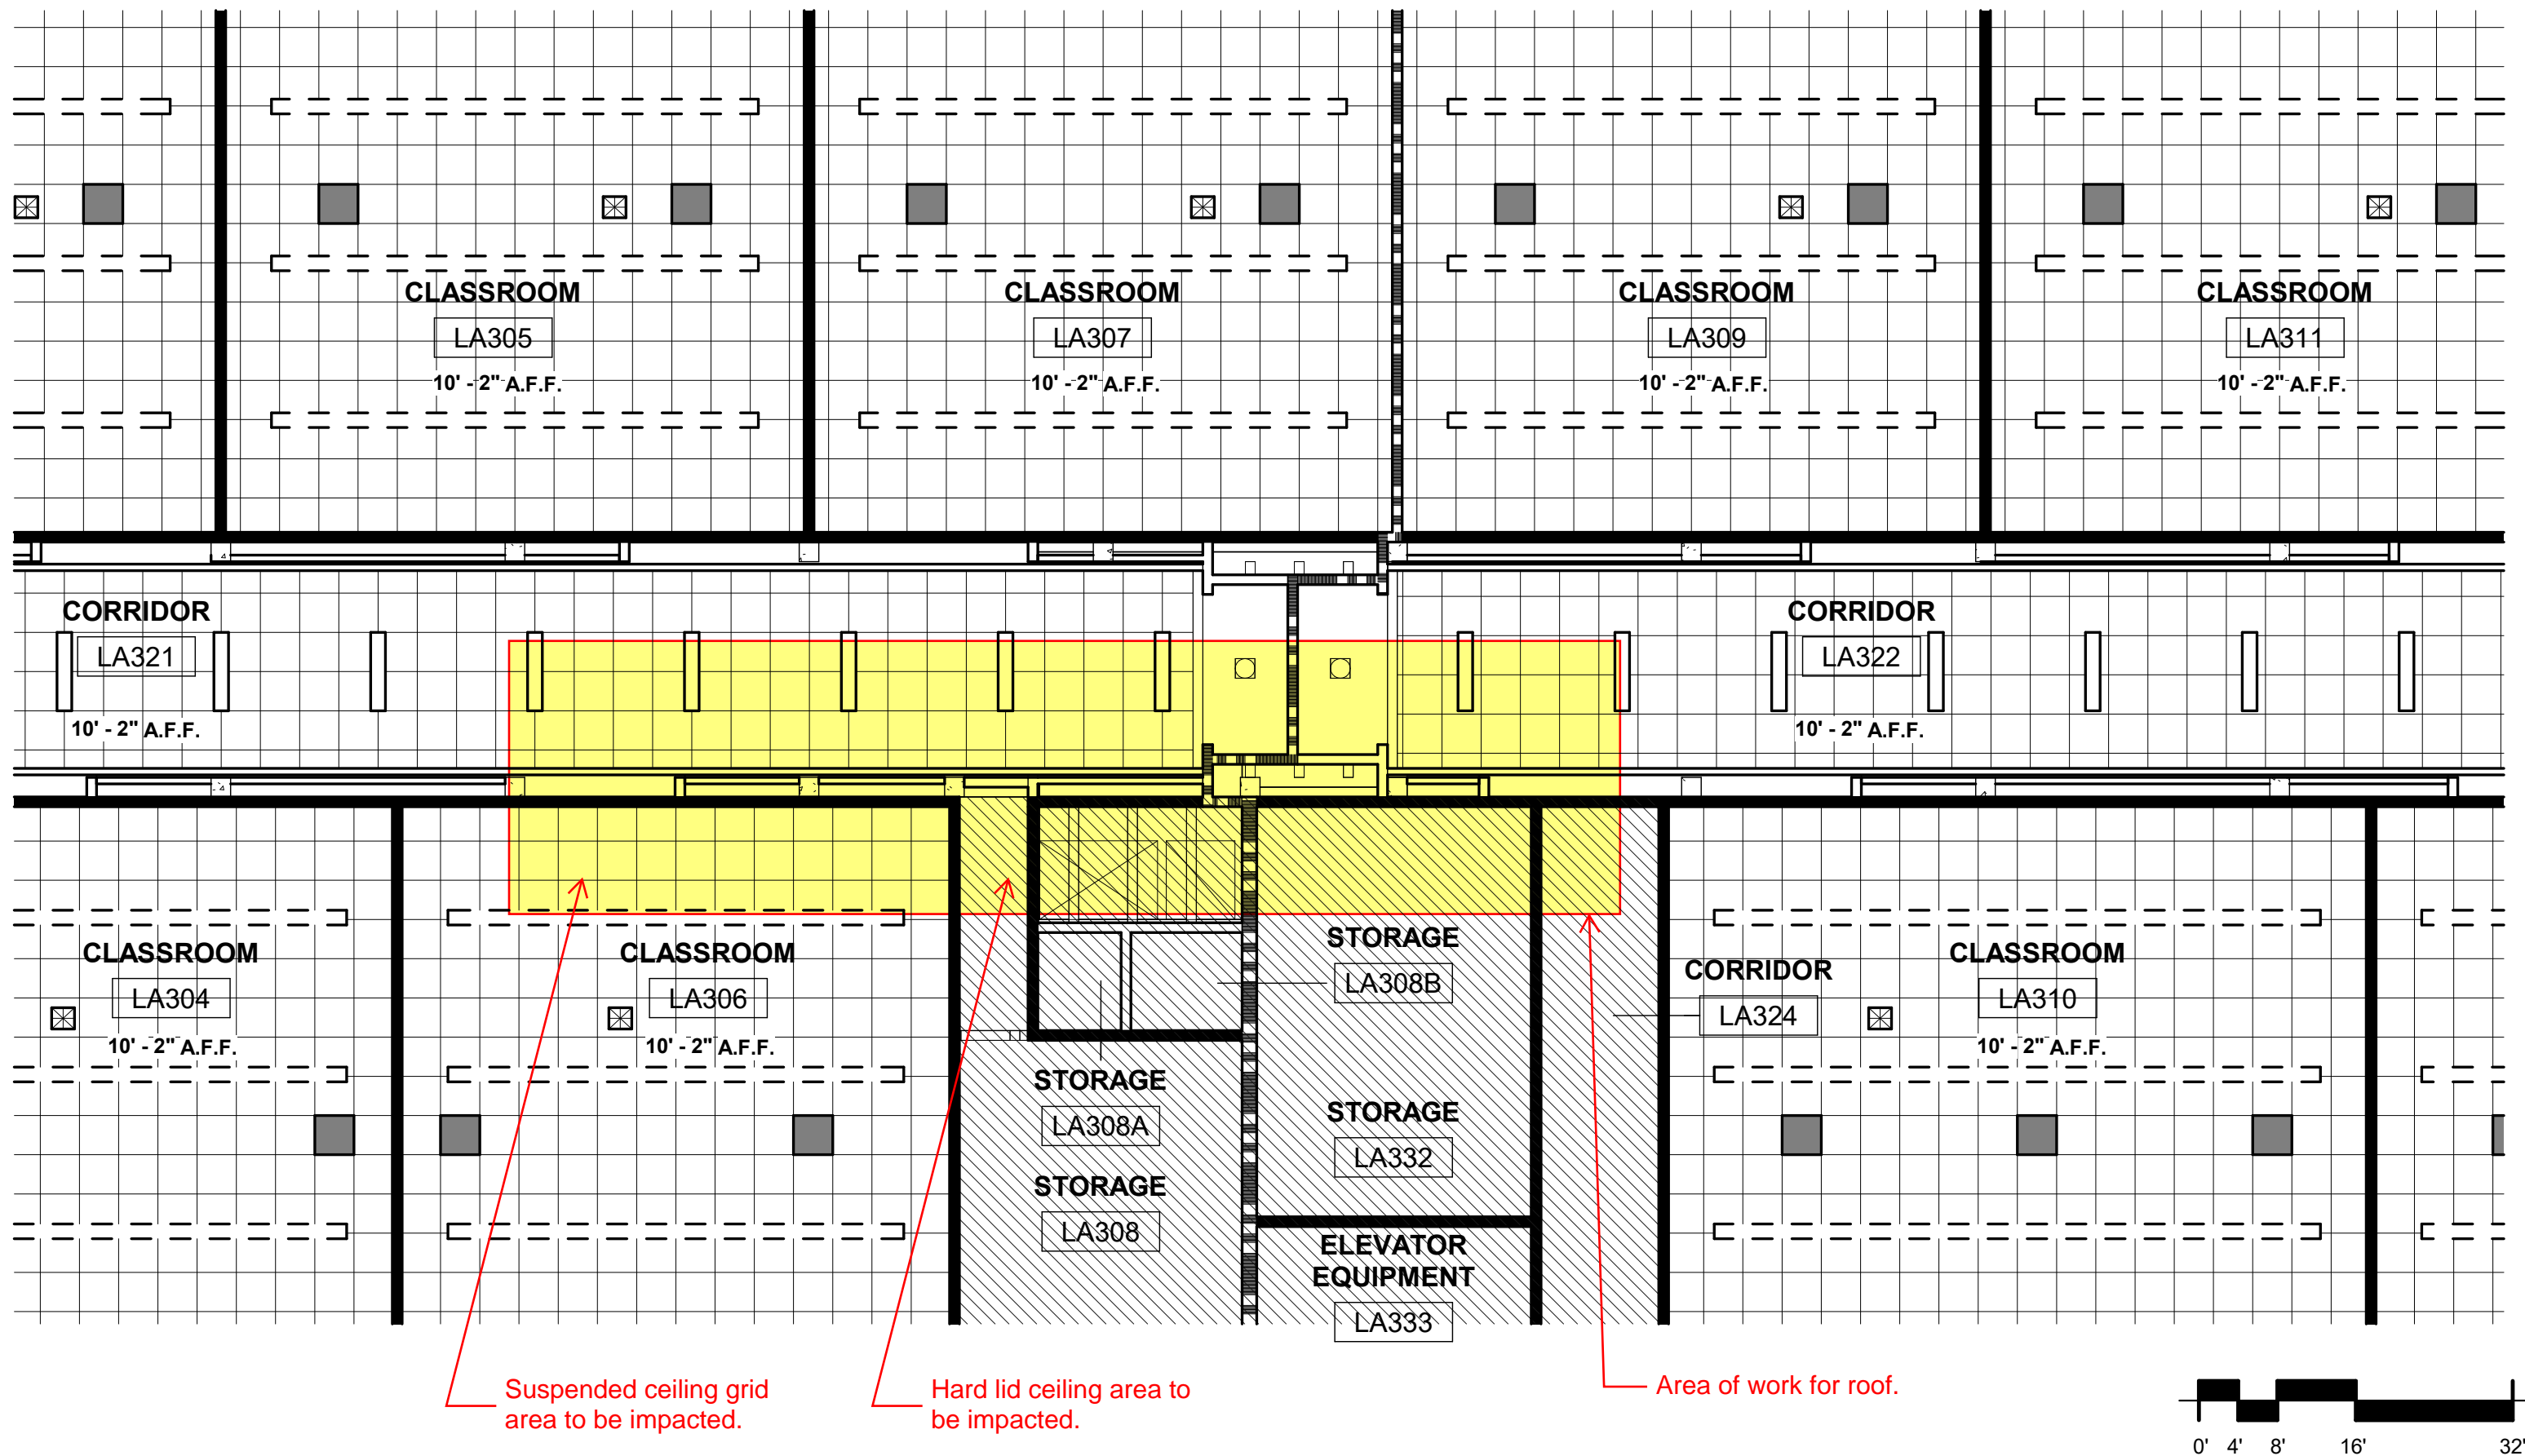 CLASSROOM
LA305
10' - 2" A.F.F.
CLASSROOM
LA307
10' - 2" A.F.F.
CLASSROOM
LA309
10' - 2" A.F.F.
CLASSROOM
LA311
10' - 2" A.F.F.
CORRIDOR
LA321
10' - 2" A.F.F.
CORRIDOR
LA322
10' - 2" A.F.F.
CLASSROOM
LA304
10' - 2" A.F.F.
CLASSROOM
LA306
10' - 2" A.F.F.
STORAGE
LA308B
CORRIDOR
LA324
CLASSROOM
LA310
10' - 2" A.F.F.
STORAGE
LA308A
STORAGE
LA332
STORAGE
LA308
ELEVATOR
EQUIPMENT
LA333
Suspended ceiling grid
area to be impacted.
Hard lid ceiling area to
be impacted.
Area of work for roof.
0' 4' 8' 16' 32'